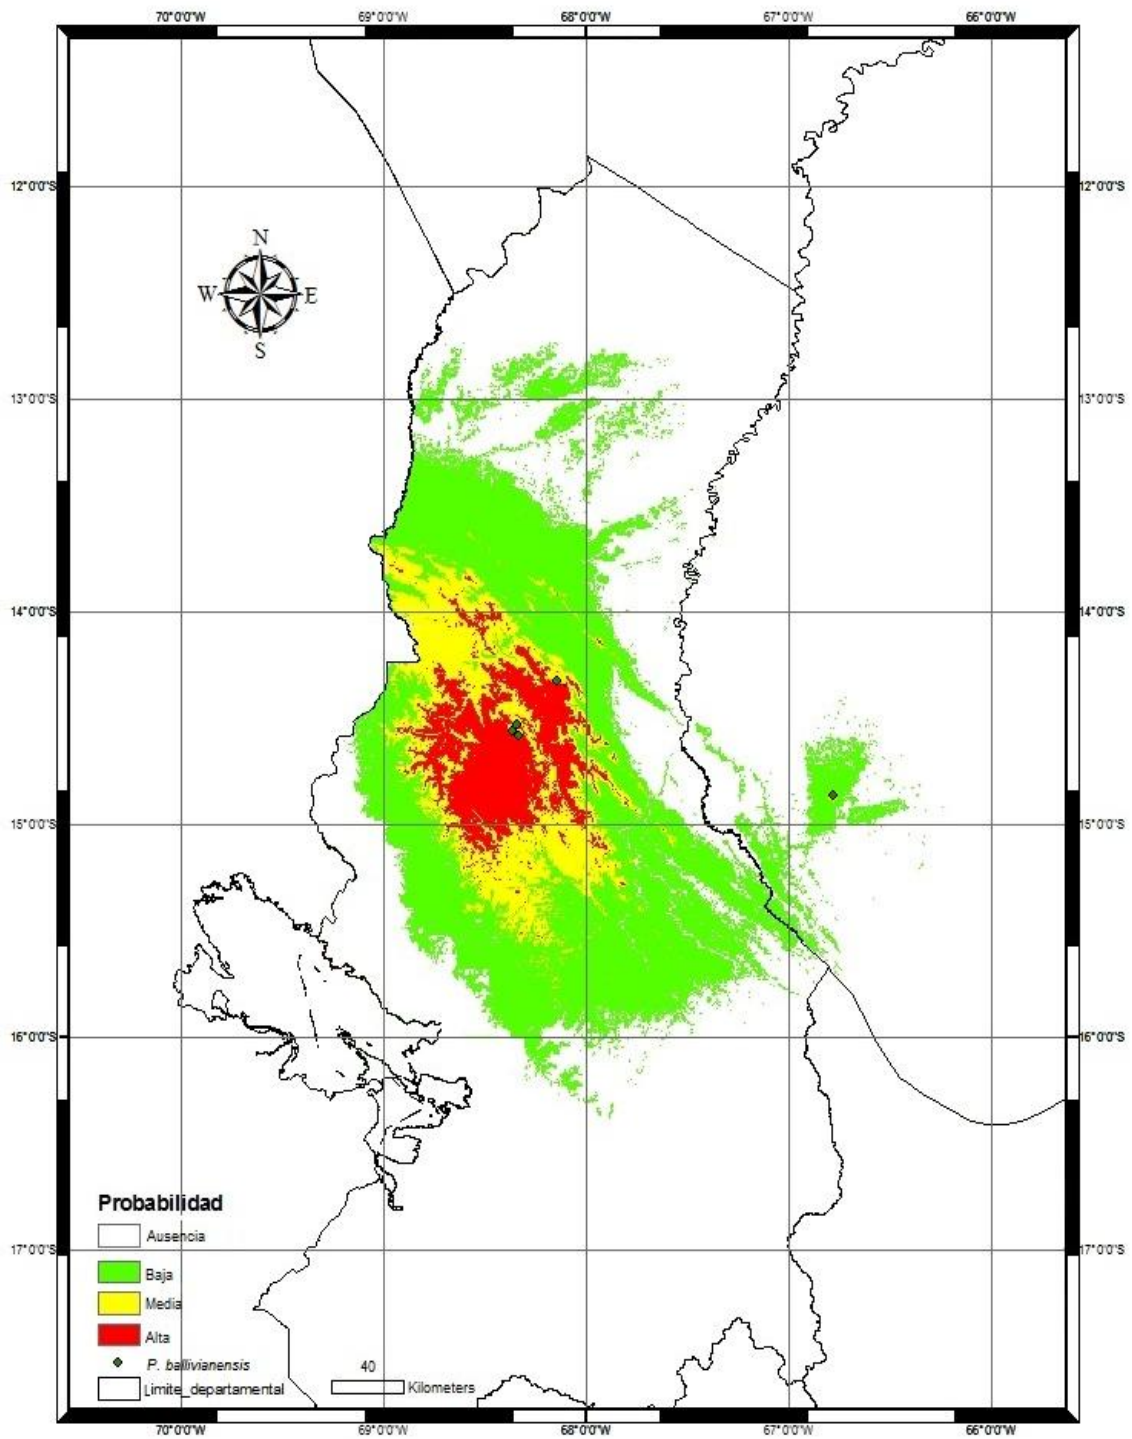 70°0'0"W 69°0'0"W 68°0'0"W 67°0'0"W 66°0'0"W
12°0'0"S 12°0'0"S
N
W E
S
13°0'0"S 13°0'0"S
14°0'0"S 14°0'0"S
15°0'0"S 15°0'0"S
16°0'0"S 16°0'0"S
Probabilidad
Ausencia
17°0'0"S 17°0'0"S
Baja
Media
Alta
P. ballivianensis
Limite_departamental
40
Kilometers
70°0'0"W 69°0'0"W 68°0'0"W 67°0'0"W 66°0'0"W